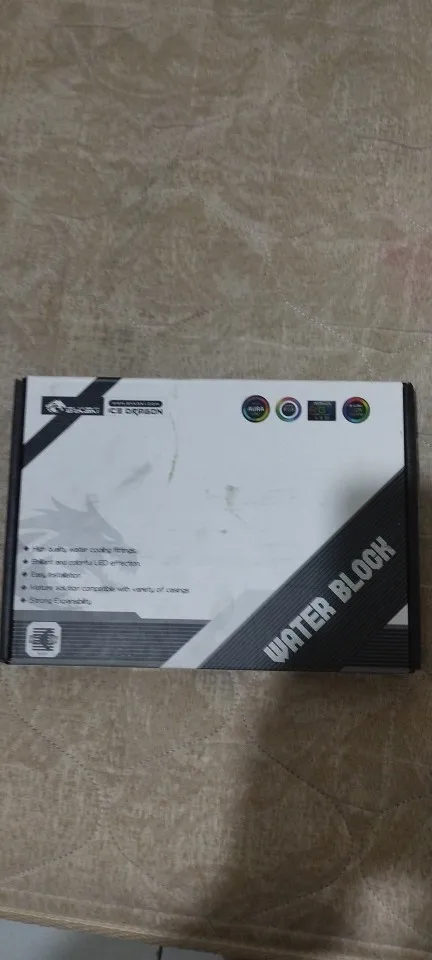 BYKSKI
ICE DRAGON
AURA
High quality water cooling fittings
Brilliant and colorful LED effection
Easy installation
Mature solution compatible with variety of casings
Strong Expansibility
WATER BLOCK